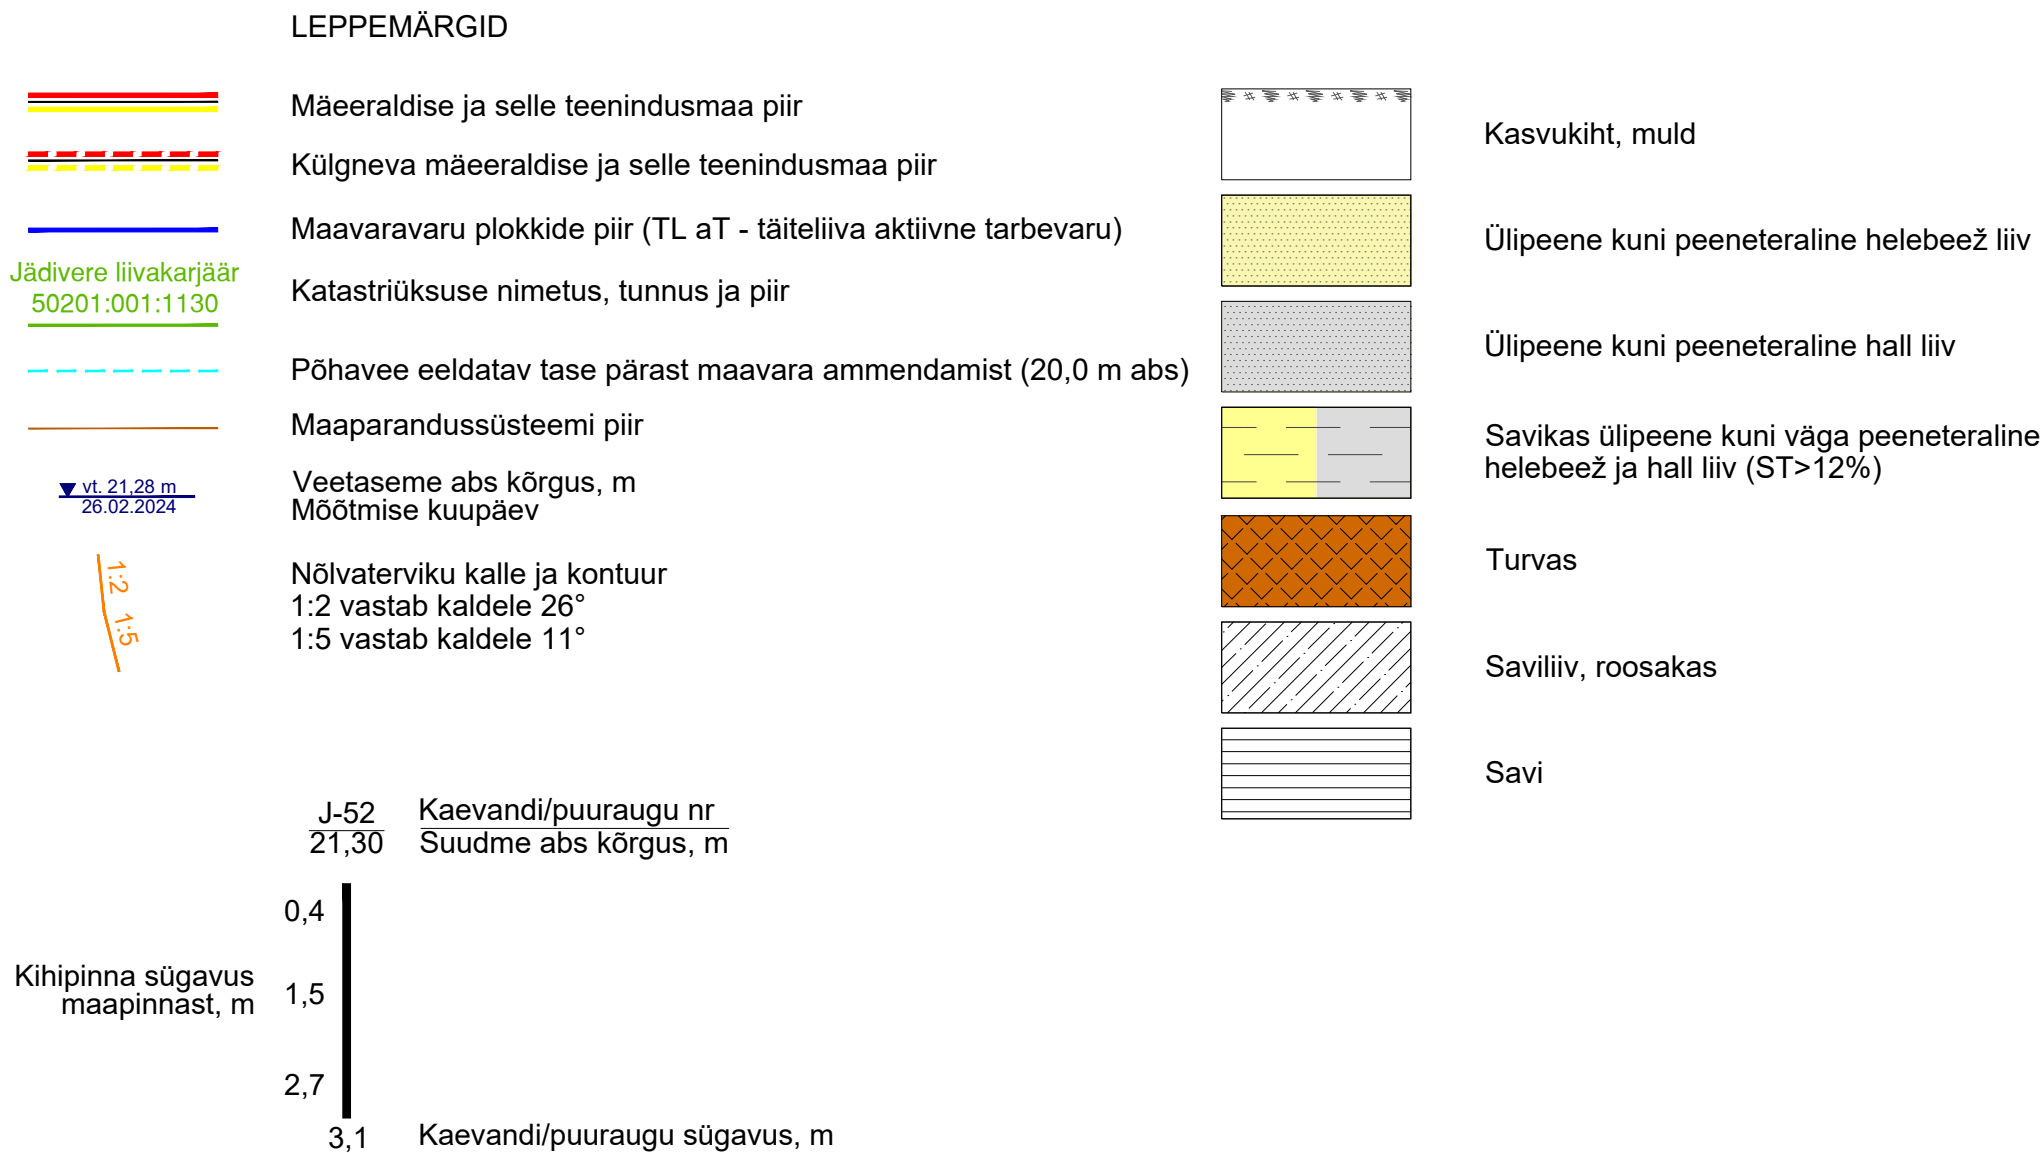 LEPPEMÄRGID
Mäeeraldise ja selle teenindusmaa piir
Külgneva mäeeraldise ja selle teenindusmaa piir
Maavaravaru plokkide piir (TL aT - täiteliiva aktiivne tarbevaru)
Jädivere liivakarjäär
50201:001:1130
Katastriüksuse nimetus, tunnus ja piir
Põhavee eeldatav tase pärast maavara ammendamist (20,0 m abs)
Maaparandussüsteemi piir
vt. 21,28 m
26.02.2024
Veetaseme abs kõrgus, m
Mõõtmise kuupäev
1:2 1:5
Nõlvaterviku kalle ja kontuur
1:2 vastab kaldele 26°
1:5 vastab kaldele 11°
J-52
21,30
Kaevandi/puuraugu nr
Suudme abs kõrgus, m
Kihipinna sügavus
maapinnast, m
0,4
1,5
2,7
3,1
Kaevandi/puuraugu sügavus, m
Kasvukiht, muld
Ülipeene kuni peeneteraline helebeež liiv
Ülipeene kuni peeneteraline hall liiv
Savikas ülipeene kuni väga peeneteraline
helebeež ja hall liiv (ST>12%)
Turvas
Saviliiv, roosakas
Savi